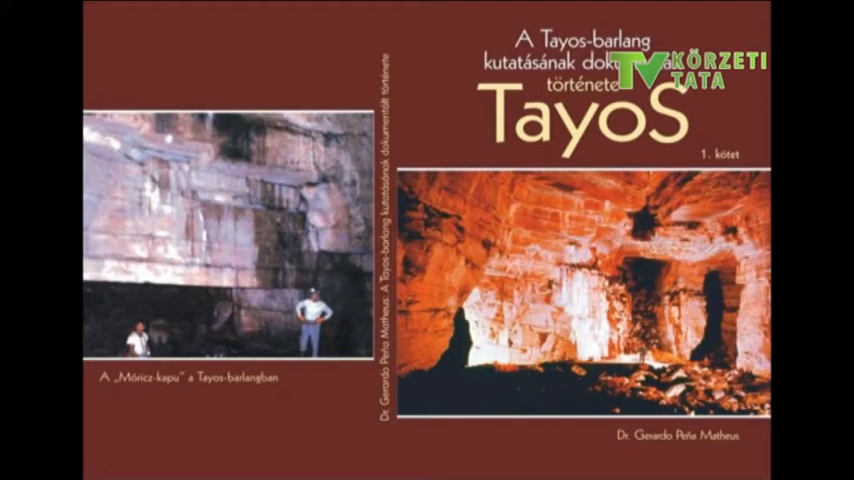 A „Móricz-kapu" a Tayos-barlangban
Dr. Gerardo Peña Matheus: A Tayos-barlang kutatásának dokumentált története
A Tayos-barlang
kutatásának
története
TayoS
1. kötet
Dr. Gerardo Peña Matheus
TV KÖRZETI
TATA